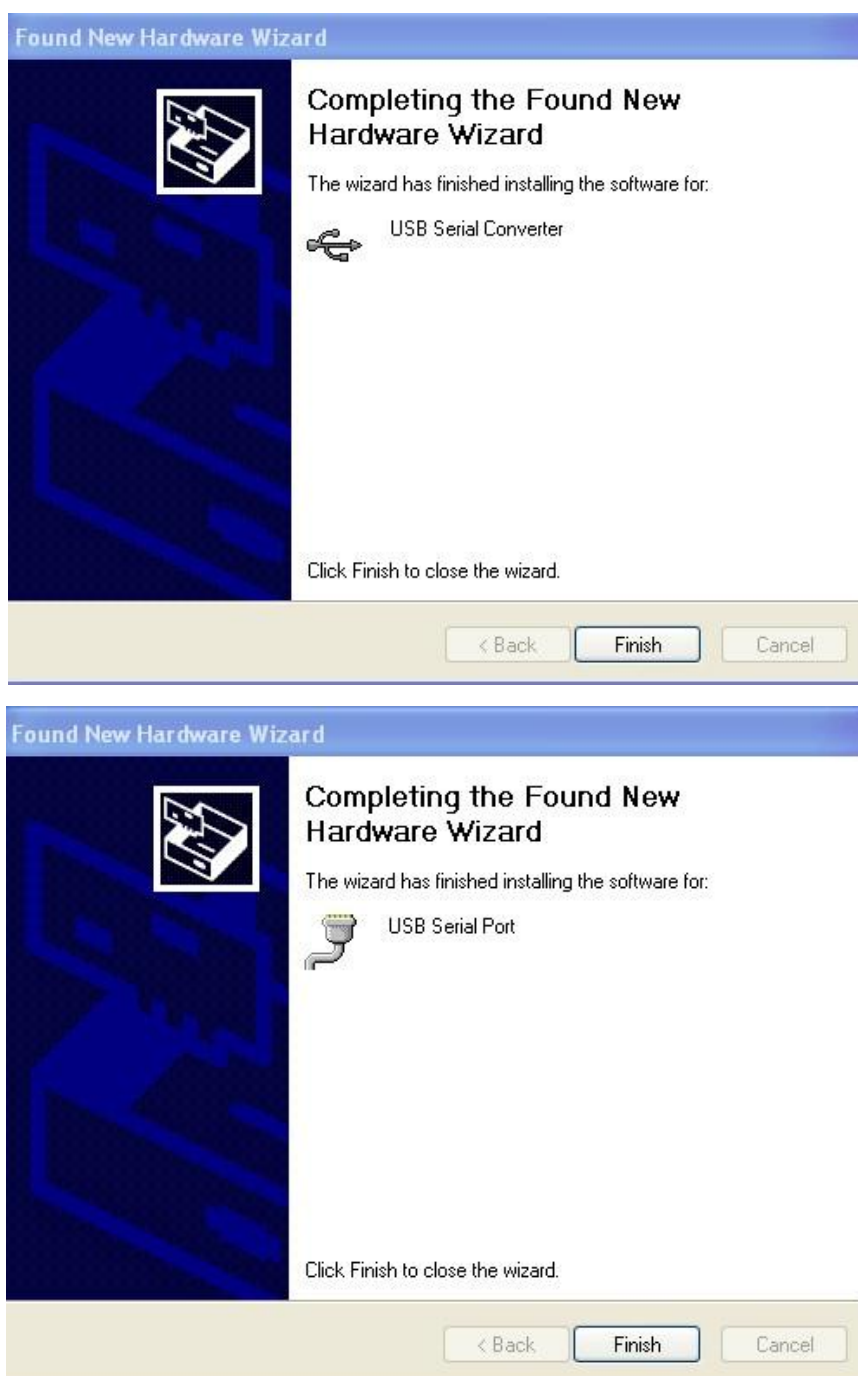 Found New Hardware Wizard
Completing the Found New
Hardware Wizard
The wizard has finished installing the software for:
USB Serial Converter
Click Finish to close the wizard.
< Back
Finish
Cancel
Found New Hardware Wizard
Completing the Found New
Hardware Wizard
The wizard has finished installing the software for:
USB Serial Port
Click Finish to close the wizard.
< Back
Finish
Cancel